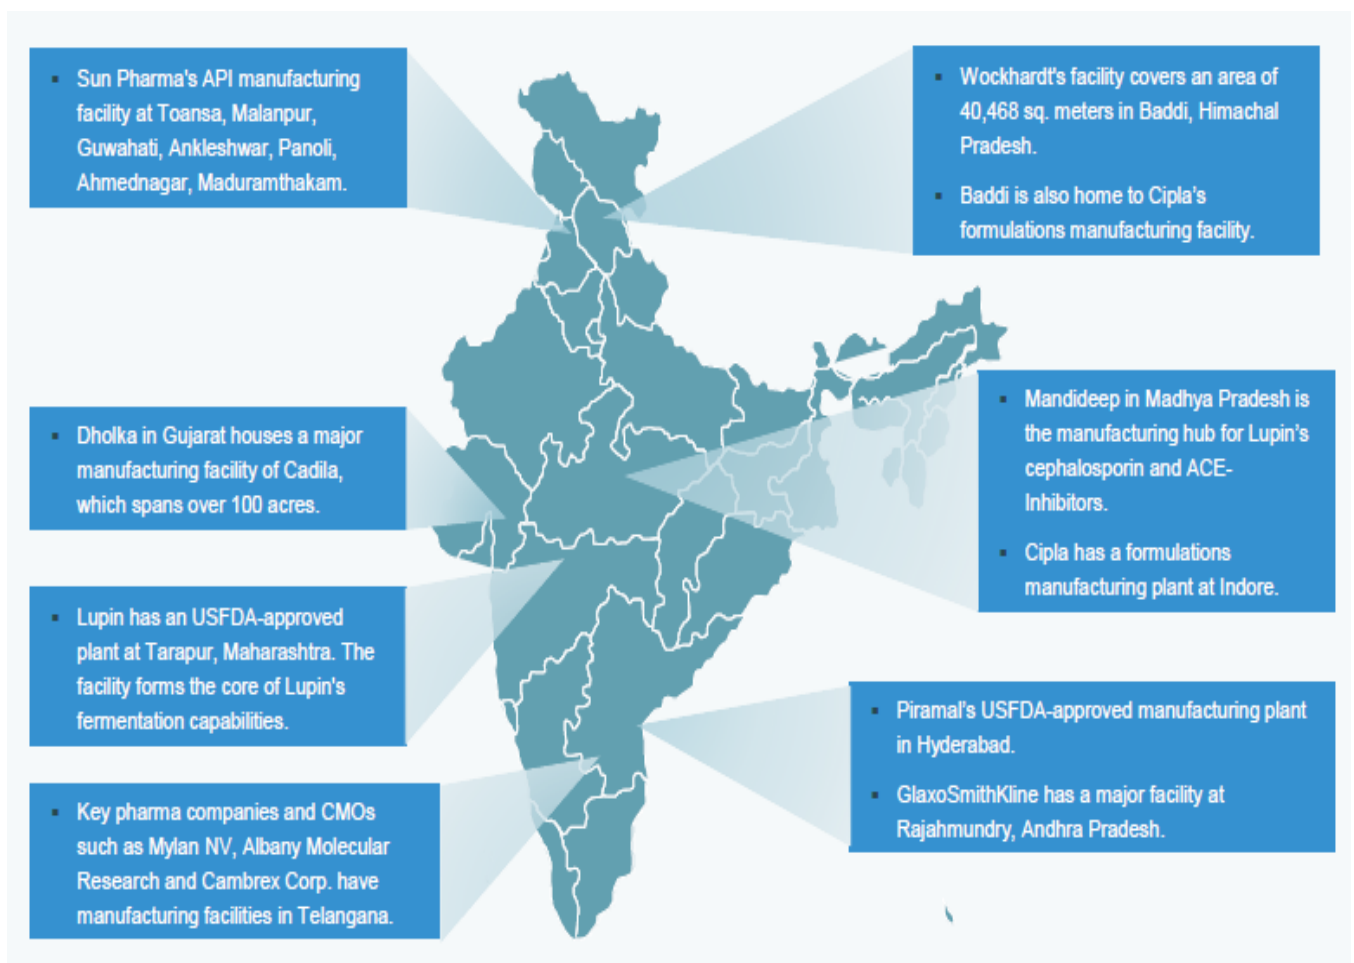 ▪ Sun Pharma's API manufacturing
facility at Toansa, Malanpur,
Guwahati, Ankleshwar, Panoli,
Ahmednagar, Maduramthakam.
▪ Wockhardt's facility covers an area of
40,468 sq. meters in Baddi, Himachal
Pradesh.
▪ Baddi is also home to Cipla's
formulations manufacturing facility.
▪ Dholka in Gujarat houses a major
manufacturing facility of Cadila,
which spans over 100 acres.
▪ Mandideep in Madhya Pradesh is
the manufacturing hub for Lupin's
cephalosporin and ACE-
Inhibitors.
▪ Cipla has a formulations
manufacturing plant at Indore.
▪ Lupin has an USFDA-approved
plant at Tarapur, Maharashtra. The
facility forms the core of Lupin's
fermentation capabilities.
▪ Piramal's USFDA-approved manufacturing plant
in Hyderabad.
▪ GlaxoSmithKline has a major facility at
Rajahmundry, Andhra Pradesh.
▪ Key pharma companies and CMOs
such as Mylan NV, Albany Molecular
Research and Cambrex Corp. have
manufacturing facilities in Telangana.